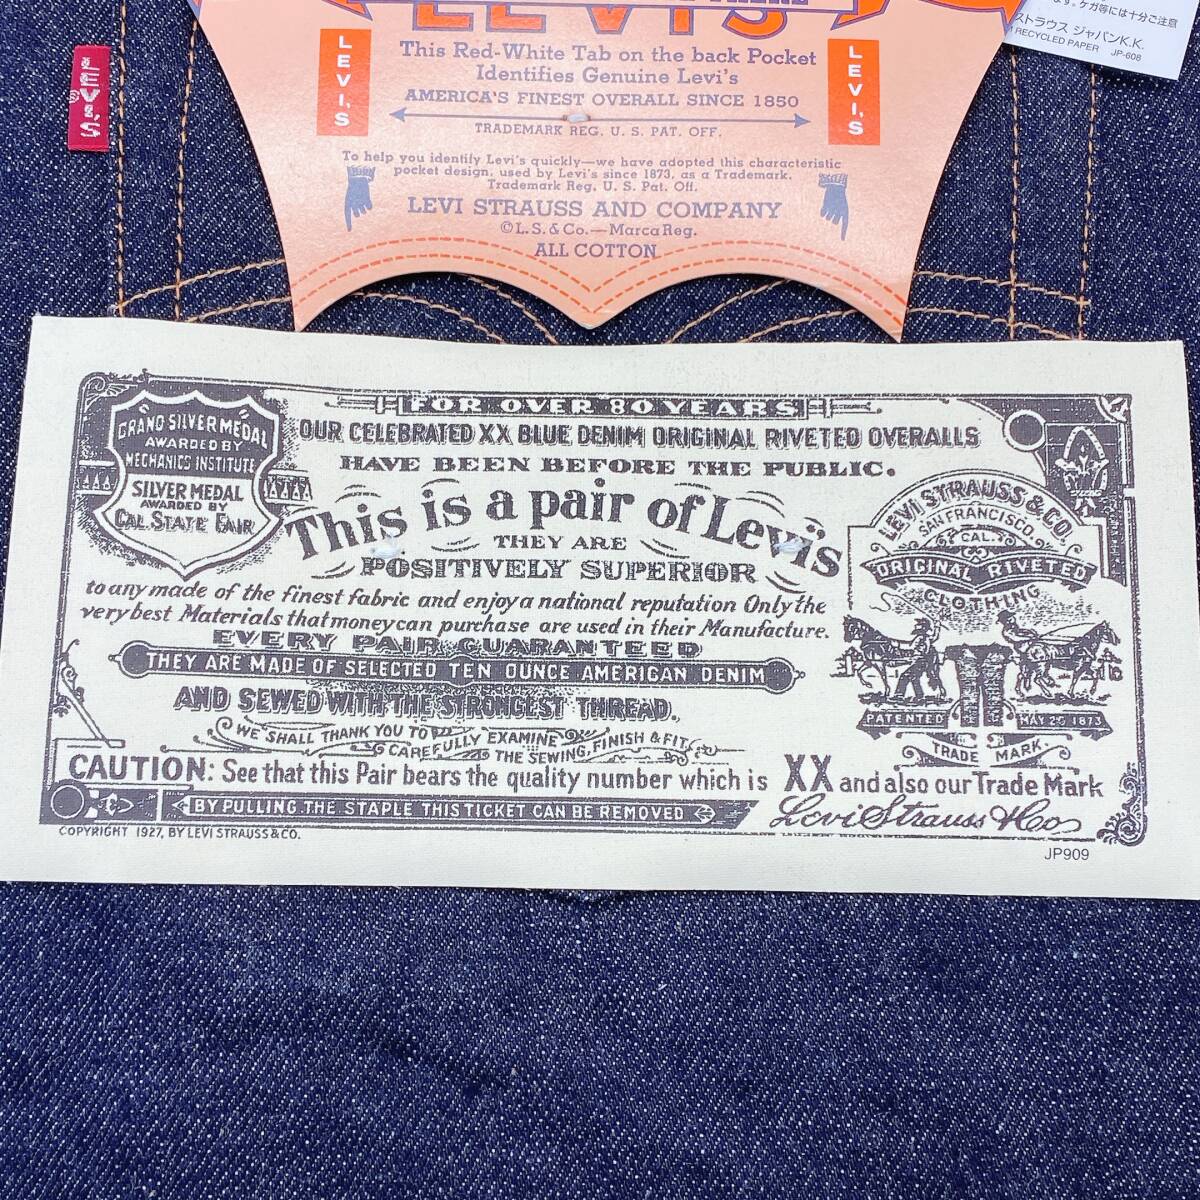 LEVI'S
This Red-White Tab on the back Pocket
Identifies Genuine Levi's
AMERICA'S FINEST OVERALL SINCE 1850
TRADEMARK REG. U. S. PAT. OFF.
LEVI'S
LEVI'S
LEVI'S
To help you identify Levi's quickly—we have adopted this characteristic
pocket design, used by Levi's since 1873, as a Trademark.
Trademark Reg. U. S. Pat. Off.
LEVI STRAUSS AND COMPANY
©L.S.&Co.—MarcaReg.
ALL COTTON
ケガ等には十分ご注意
ストラウス ジャパンK.K.
RECYCLED PAPER JP-608
"GRAND SILVER MEDAL"
AWARDED BY
MECHANICS INSTITUTE
SILVER MEDAL
AWARDED BY
CAL. STATE FAIR
FOR OVER 80 YEARS
OUR CELEBRATED XX BLUE DENIM ORIGINAL RIVETED OVERALLS
HAVE BEEN BEFORE THE PUBLIC.
This is a pair of Levi's
THEY ARE
POSITIVELY SUPERIOR
to any made of the finest fabric and enjoy a national reputation Only the
very best Materials that money can purchase are used in their Manufacture.
EVERY PAIR GUARANTEED
THEY ARE MADE OF SELECTED TEN OUNCE AMERICAN DENIM
AND SEWED WITH THE STRONGEST THREAD.
WE SHALL THANK YOU TO
CAREFULLY EXAMINE
THE SEWING, FINISH & FIT
LEVI STRAUSS & CO.
SAN FRANCISCO.
CAL.
ORIGINAL RIVETED
CLOTHING
PATENTED MAY 20 1873
TRADE MARK.
CAUTION: See that this Pair bears the quality number which is XX and also our Trade Mark
BY PULLING THE STAPLE THIS TICKET CAN BE REMOVED
Levi Strauss & Co
COPYRIGHT 1927, BY LEVI STRAUSS & CO.
JP909